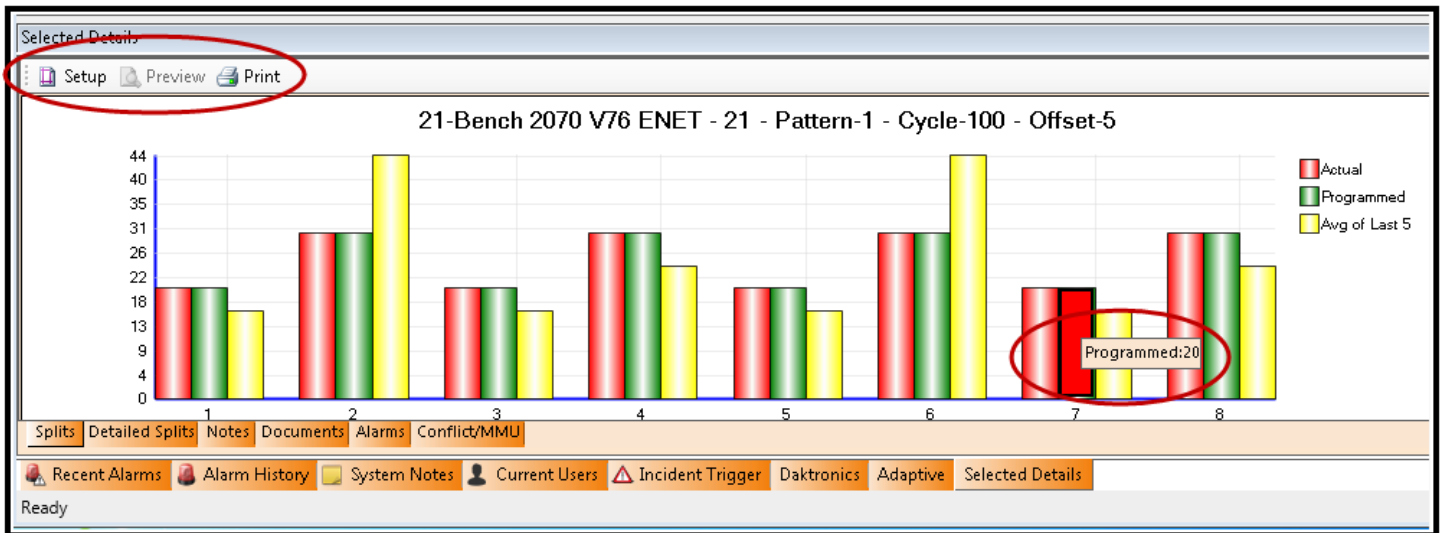 Selected Details
Setup Preview Print
21-Bench 2070 V76 ENET - 21 - Pattern-1 - Cycle-100 - Offset-5
44
40
35
31
26
22
18
13
9
4
0
Actual
Programmed
Avg of Last 5
Programmed:20
1 2 3 4 5 6 7 8
Splits Detailed Splits Notes Documents Alarms Conflict/MMU
Recent Alarms Alarm History System Notes Current Users Incident Trigger Daktronics Adaptive Selected Details
Ready